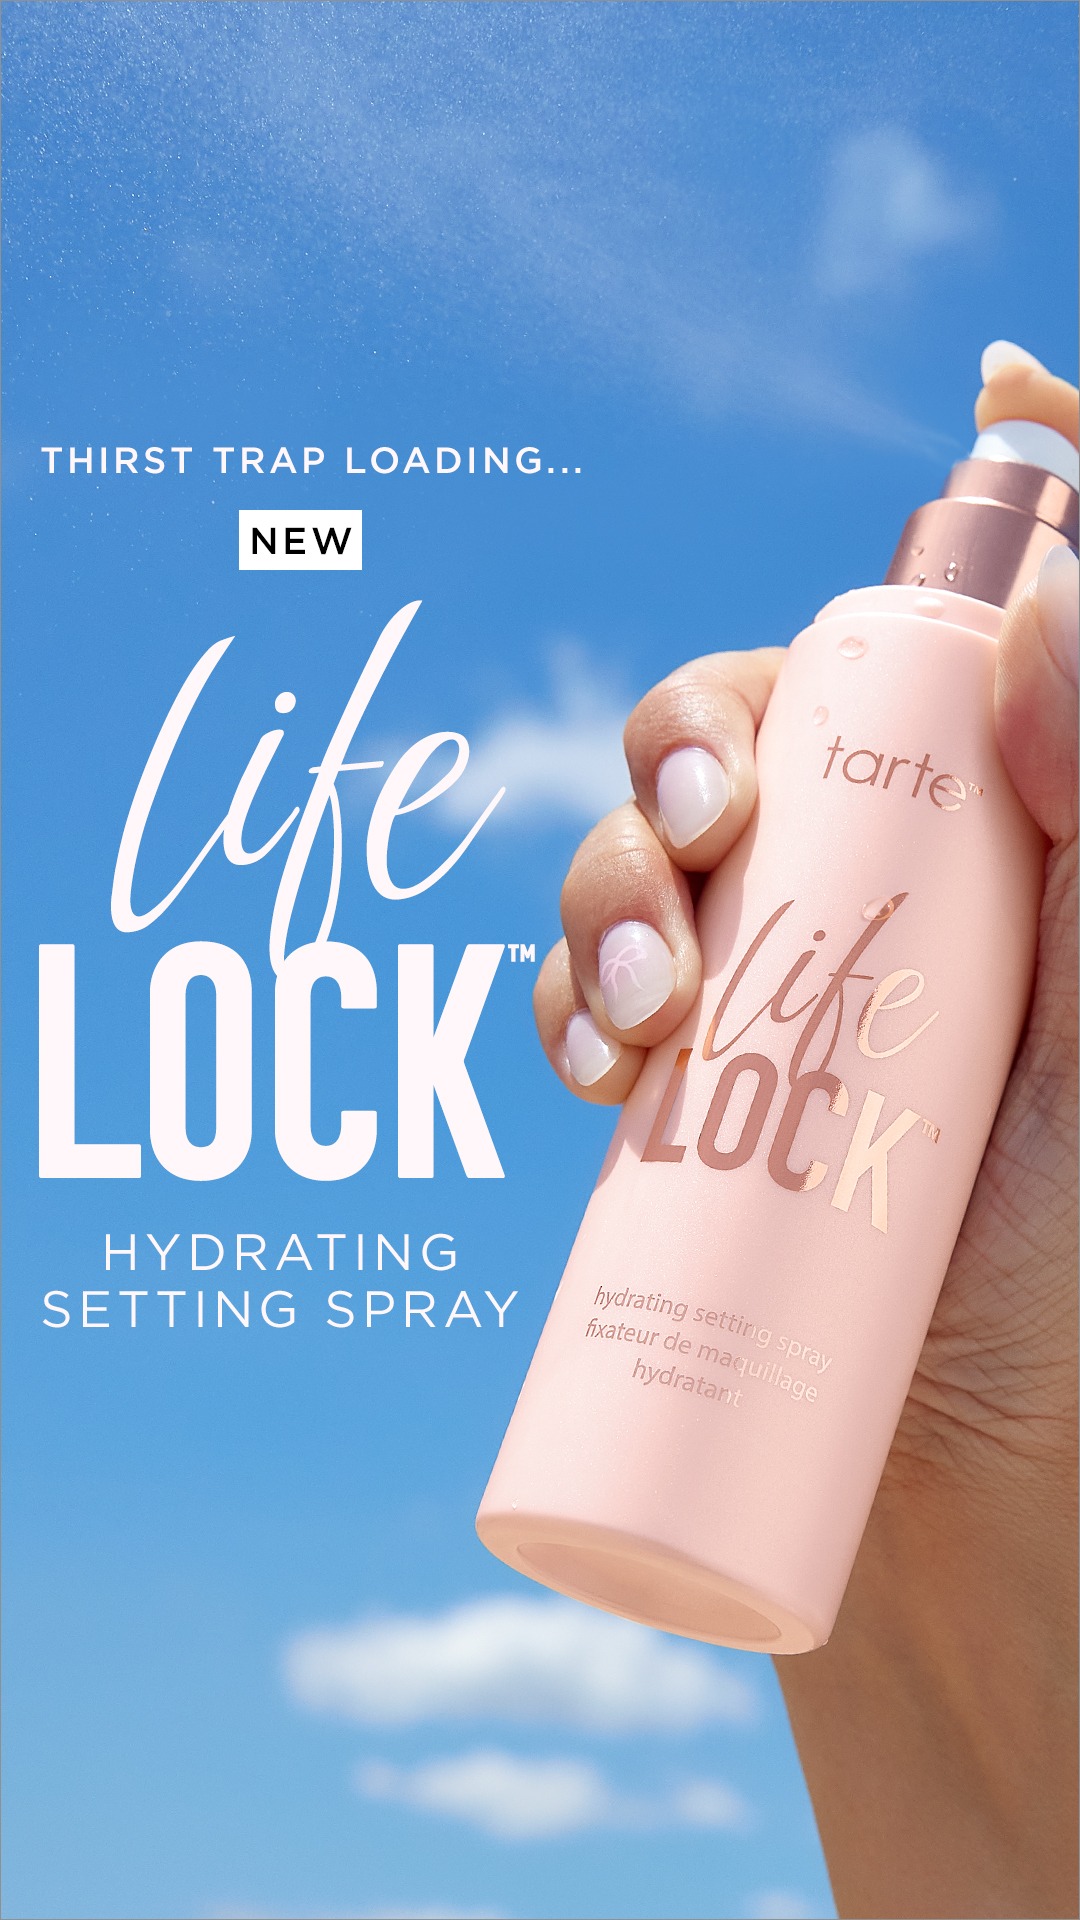 THIRST TRAP LOADING...
NEW
life
LOCK™
HYDRATING
SETTING SPRAY
tarte™
life
LOCK™
hydrating setting spray
fixateur de maquillage
hydratant